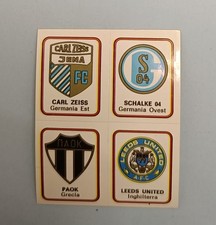 CARL ZEISS
JENA
FC
CARL ZEISS
Germania Est
S
04
SCHALKE 04
Germania Ovest
ΠΑΟΚ
PAOK
Grecia
LEEDS UNITED
A.F.C.
LEEDS UNITED
Inghilterra